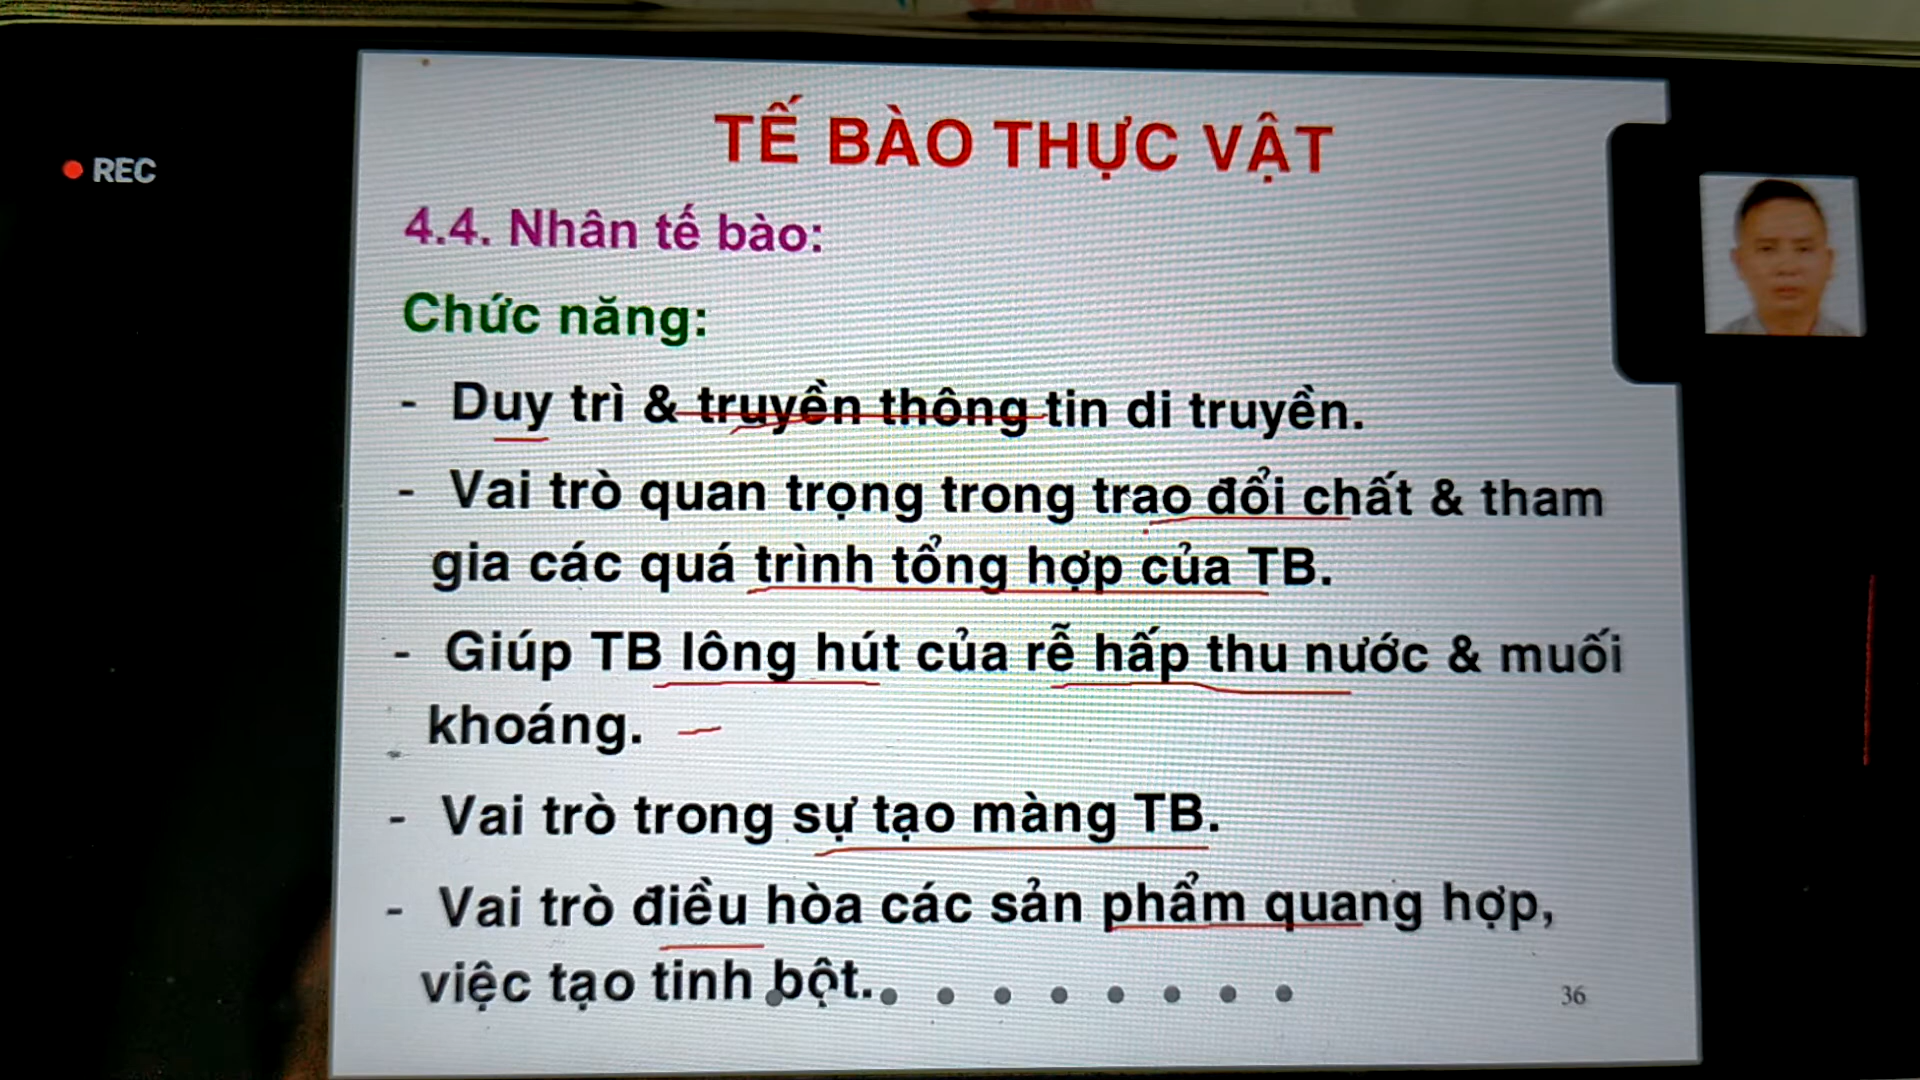 REC
TẾ BÀO THỰC VẬT
4.4. Nhân tế bào:
Chức năng:
- Duy trì & truyền thông tin di truyền.
- Vai trò quan trọng trong trao đổi chất & tham
gia các quá trình tổng hợp của TB.
- Giúp TB lông hút của rễ hấp thu nước & muối
khoáng.
- Vai trò trong sự tạo màng TB.
- Vai trò điều hòa các sản phẩm quang hợp,
việc tạo tinh bột.
36